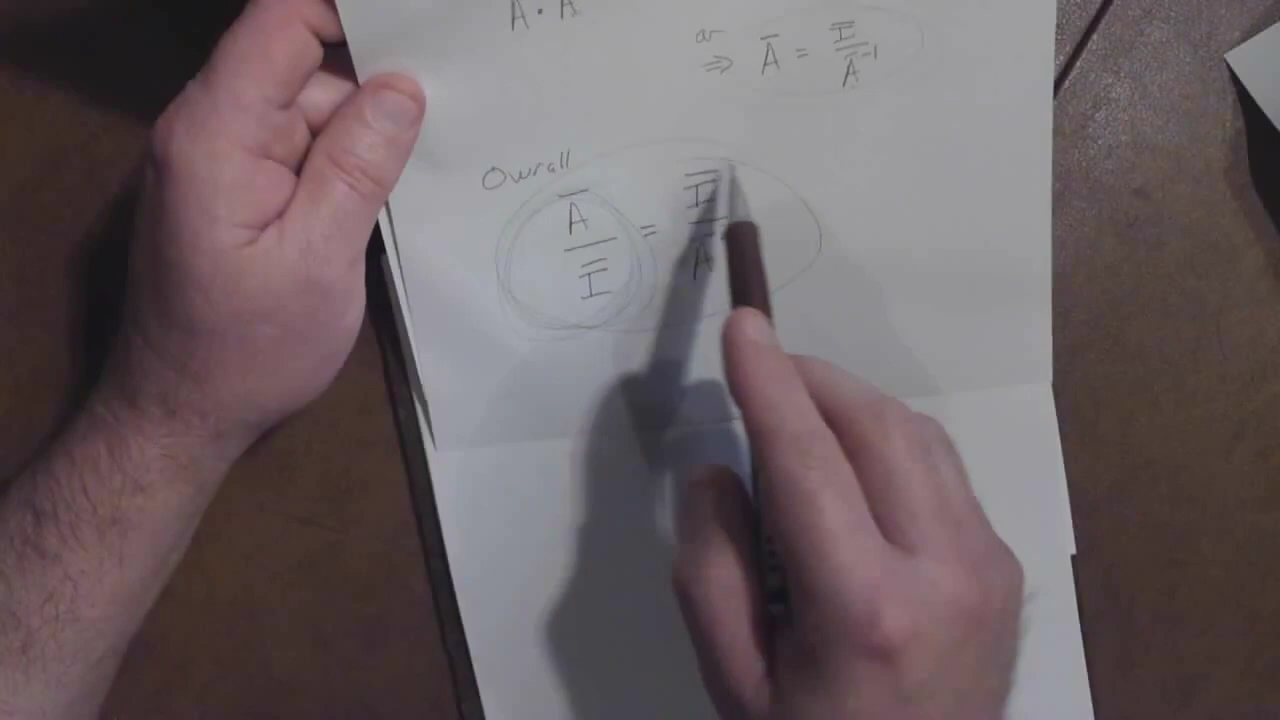 A · A
or
⇒ A̅ = I̿ / A̅⁻¹
Overall
A̅ / I̿ = I̿ / A̅